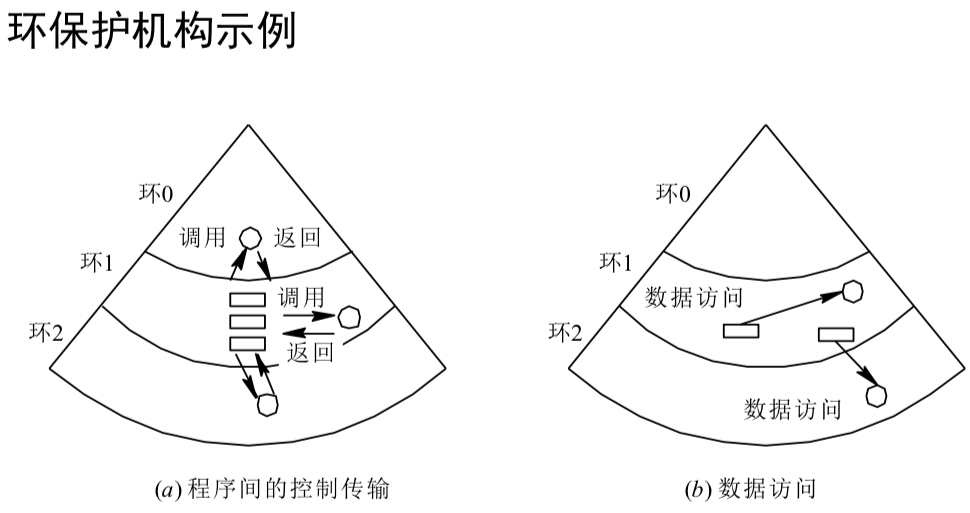 环保护机构示例
环0
调用
返回
环1
调用
环2
返回
(a)程序间的控制传输
环0
环1
数据访问
环2
数据访问
(b)数据访问